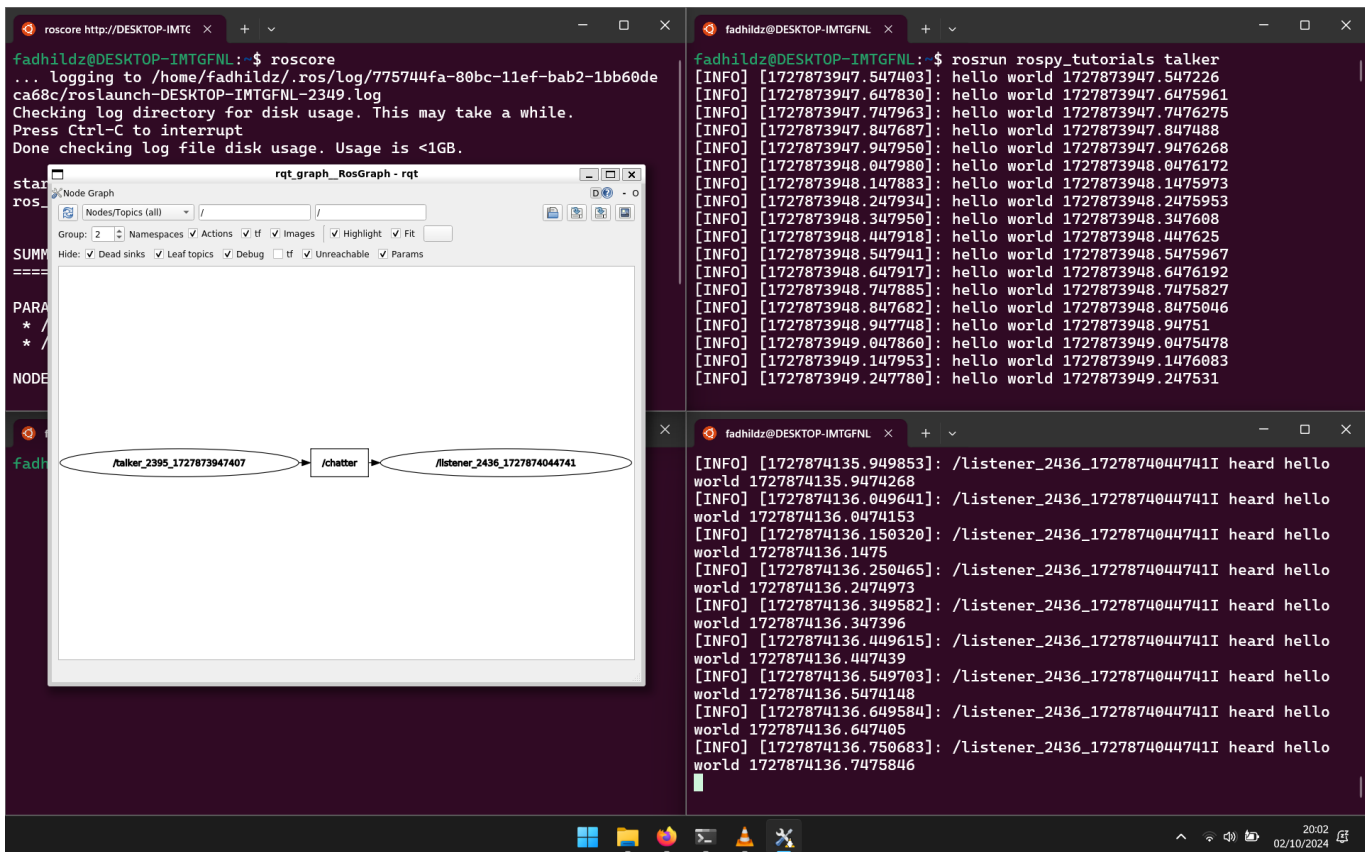 roscore http://DESKTOP-IMTG
fadhildz@DESKTOP-IMTGFNL:~$ roscore
... logging to /home/fadhildz/.ros/log/775744fa-80bc-11ef-bab2-1bb60de
ca68c/roslaunch-DESKTOP-IMTGFNL-2349.log
Checking log directory for disk usage. This may take a while.
Press Ctrl-C to interrupt
Done checking log file disk usage. Usage is <1GB.
star
ros_
SUMM
====
PARA
* /
* /
NODE
rqt_graph__RosGraph - rqt
Node Graph
D - O
Nodes/Topics (all) / /
Group: 2 Namespaces Actions tf Images Highlight Fit
Hide: Dead sinks Leaf topics Debug tf Unreachable Params
/talker_2395_1727873947407 /chatter /listener_2436_1727874044741
fadh
fadhildz@DESKTOP-IMTGFNL
fadhildz@DESKTOP-IMTGFNL:~$ rosrun rospy_tutorials talker
[INFO] [1727873947.547403]: hello world 1727873947.547226
[INFO] [1727873947.647830]: hello world 1727873947.6475961
[INFO] [1727873947.747963]: hello world 1727873947.7476275
[INFO] [1727873947.847687]: hello world 1727873947.847488
[INFO] [1727873947.947950]: hello world 1727873947.9476268
[INFO] [1727873948.047980]: hello world 1727873948.0476172
[INFO] [1727873948.147883]: hello world 1727873948.1475973
[INFO] [1727873948.247934]: hello world 1727873948.2475953
[INFO] [1727873948.347950]: hello world 1727873948.347608
[INFO] [1727873948.447918]: hello world 1727873948.447625
[INFO] [1727873948.547941]: hello world 1727873948.5475967
[INFO] [1727873948.647917]: hello world 1727873948.6476192
[INFO] [1727873948.747885]: hello world 1727873948.7475827
[INFO] [1727873948.847682]: hello world 1727873948.8475046
[INFO] [1727873948.947748]: hello world 1727873948.94751
[INFO] [1727873949.047860]: hello world 1727873949.0475478
[INFO] [1727873949.147953]: hello world 1727873949.1476083
[INFO] [1727873949.247780]: hello world 1727873949.247531
fadhildz@DESKTOP-IMTGFNL
[INFO] [1727874135.949853]: /listener_2436_1727874044741I heard hello
world 1727874135.9474268
[INFO] [1727874136.049641]: /listener_2436_1727874044741I heard hello
world 1727874136.0474153
[INFO] [1727874136.150320]: /listener_2436_1727874044741I heard hello
world 1727874136.1475
[INFO] [1727874136.250465]: /listener_2436_1727874044741I heard hello
world 1727874136.2474973
[INFO] [1727874136.349582]: /listener_2436_1727874044741I heard hello
world 1727874136.347396
[INFO] [1727874136.449615]: /listener_2436_1727874044741I heard hello
world 1727874136.447439
[INFO] [1727874136.549703]: /listener_2436_1727874044741I heard hello
world 1727874136.5474148
[INFO] [1727874136.649584]: /listener_2436_1727874044741I heard hello
world 1727874136.647405
[INFO] [1727874136.750683]: /listener_2436_1727874044741I heard hello
world 1727874136.7475846
20:02
02/10/2024